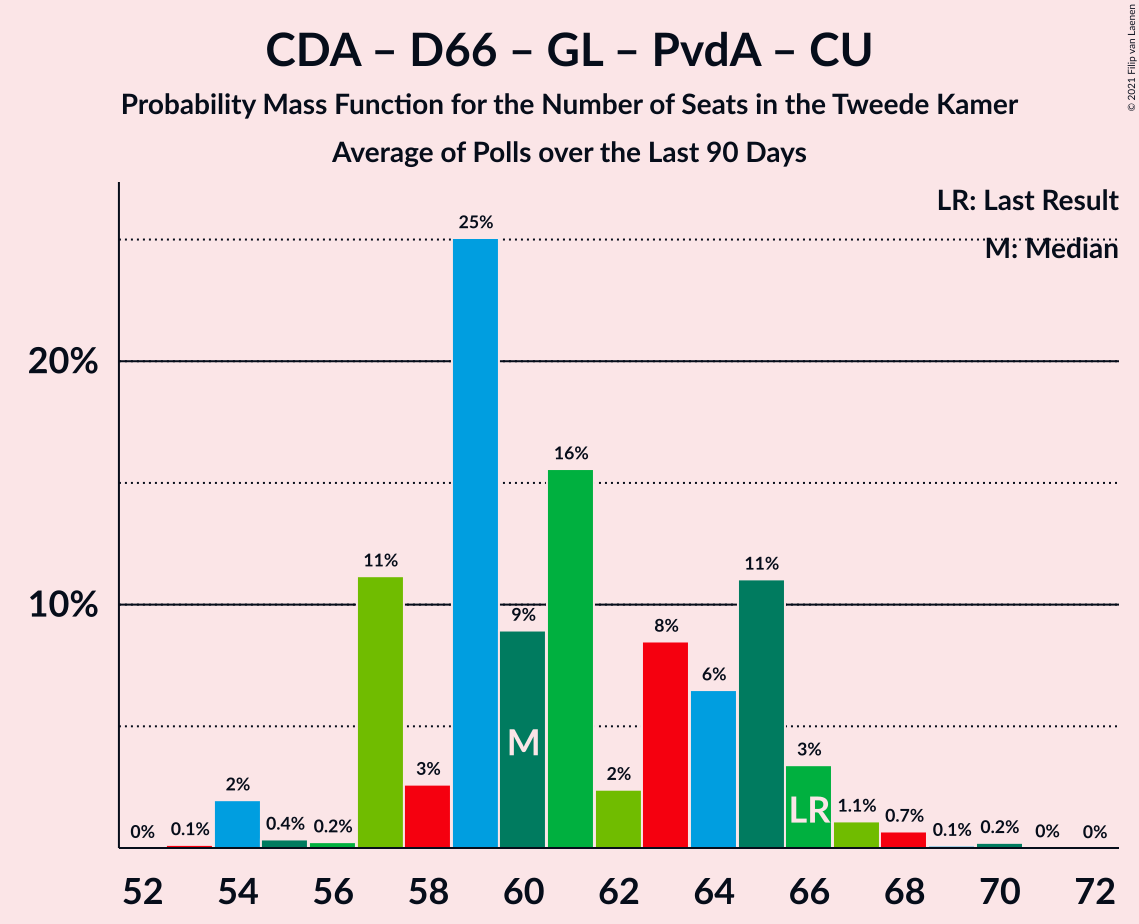 CDA – D66 – GL – PvdA – CU
Probability Mass Function for the Number of Seats in the Tweede Kamer
Average of Polls over the Last 90 Days
© 2021 Filip van Laenen
LR: Last Result
M: Median
20%
10%
0%
0.1%
2%
0.4%
0.2%
11%
3%
25%
9%
16%
2%
8%
6%
11%
3%
1.1%
0.7%
0.1%
0.2%
0%
0%
M
LR
52 54 56 58 60 62 64 66 68 70 72